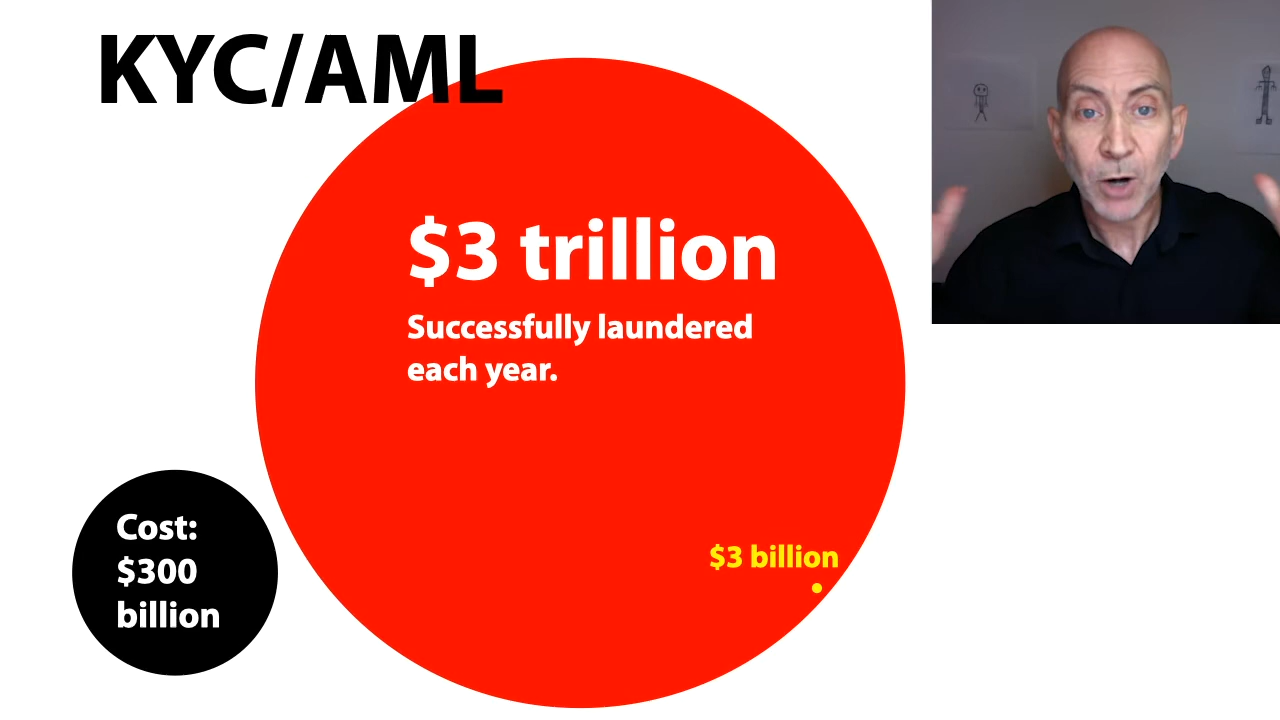 KYC/AML
$3 trillion
Successfully laundered
each year.
Cost:
$300
billion
$3 billion